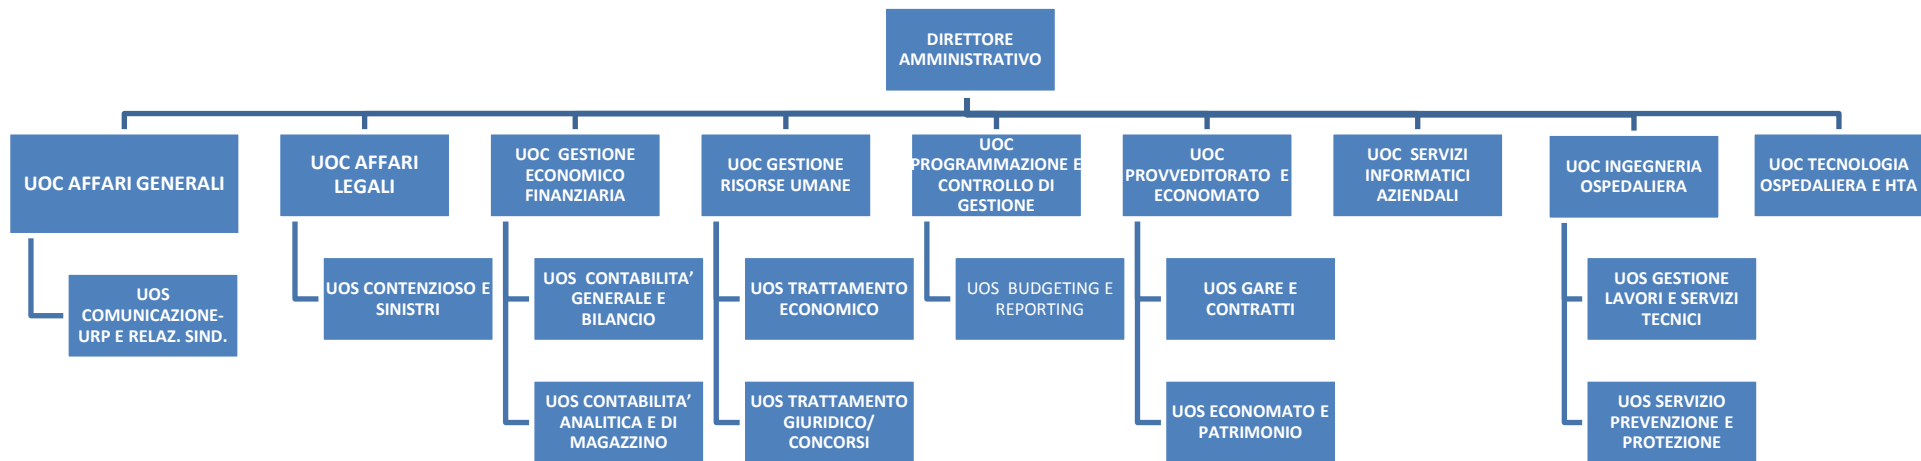 DIRETTORE
AMMINISTRATIVO
UOC AFFARI GENERALI
UOC AFFARI
LEGALI
UOC GESTIONE
ECONOMICO
FINANZIARIA
UOC GESTIONE
RISORSE UMANE
UOC
PROGRAMMAZIONE E
CONTROLLO DI
GESTIONE
UOC
PROVVEDITORATO E
ECONOMATO
UOC SERVIZI
INFORMATICI
AZIENDALI
UOC INGEGNERIA
OSPEDALIERA
UOC TECNOLOGIA
OSPEDALIERA E HTA
UOS
COMUNICAZIONE-
URP E RELAZ. SIND.
UOS CONTENZIOSO E
SINISTRI
UOS CONTABILITA’
GENERALE E
BILANCIO
UOS TRATTAMENTO
ECONOMICO
UOS BUDGETING E
REPORTING
UOS GARE E
CONTRATTI
UOS GESTIONE
LAVORI E SERVIZI
TECNICI
UOS CONTABILITA’
ANALITICA E DI
MAGAZZINO
UOS TRATTAMENTO
GIURIDICO/
CONCORSI
UOS ECONOMATO E
PATRIMONIO
UOS SERVIZIO
PREVENZIONE E
PROTEZIONE